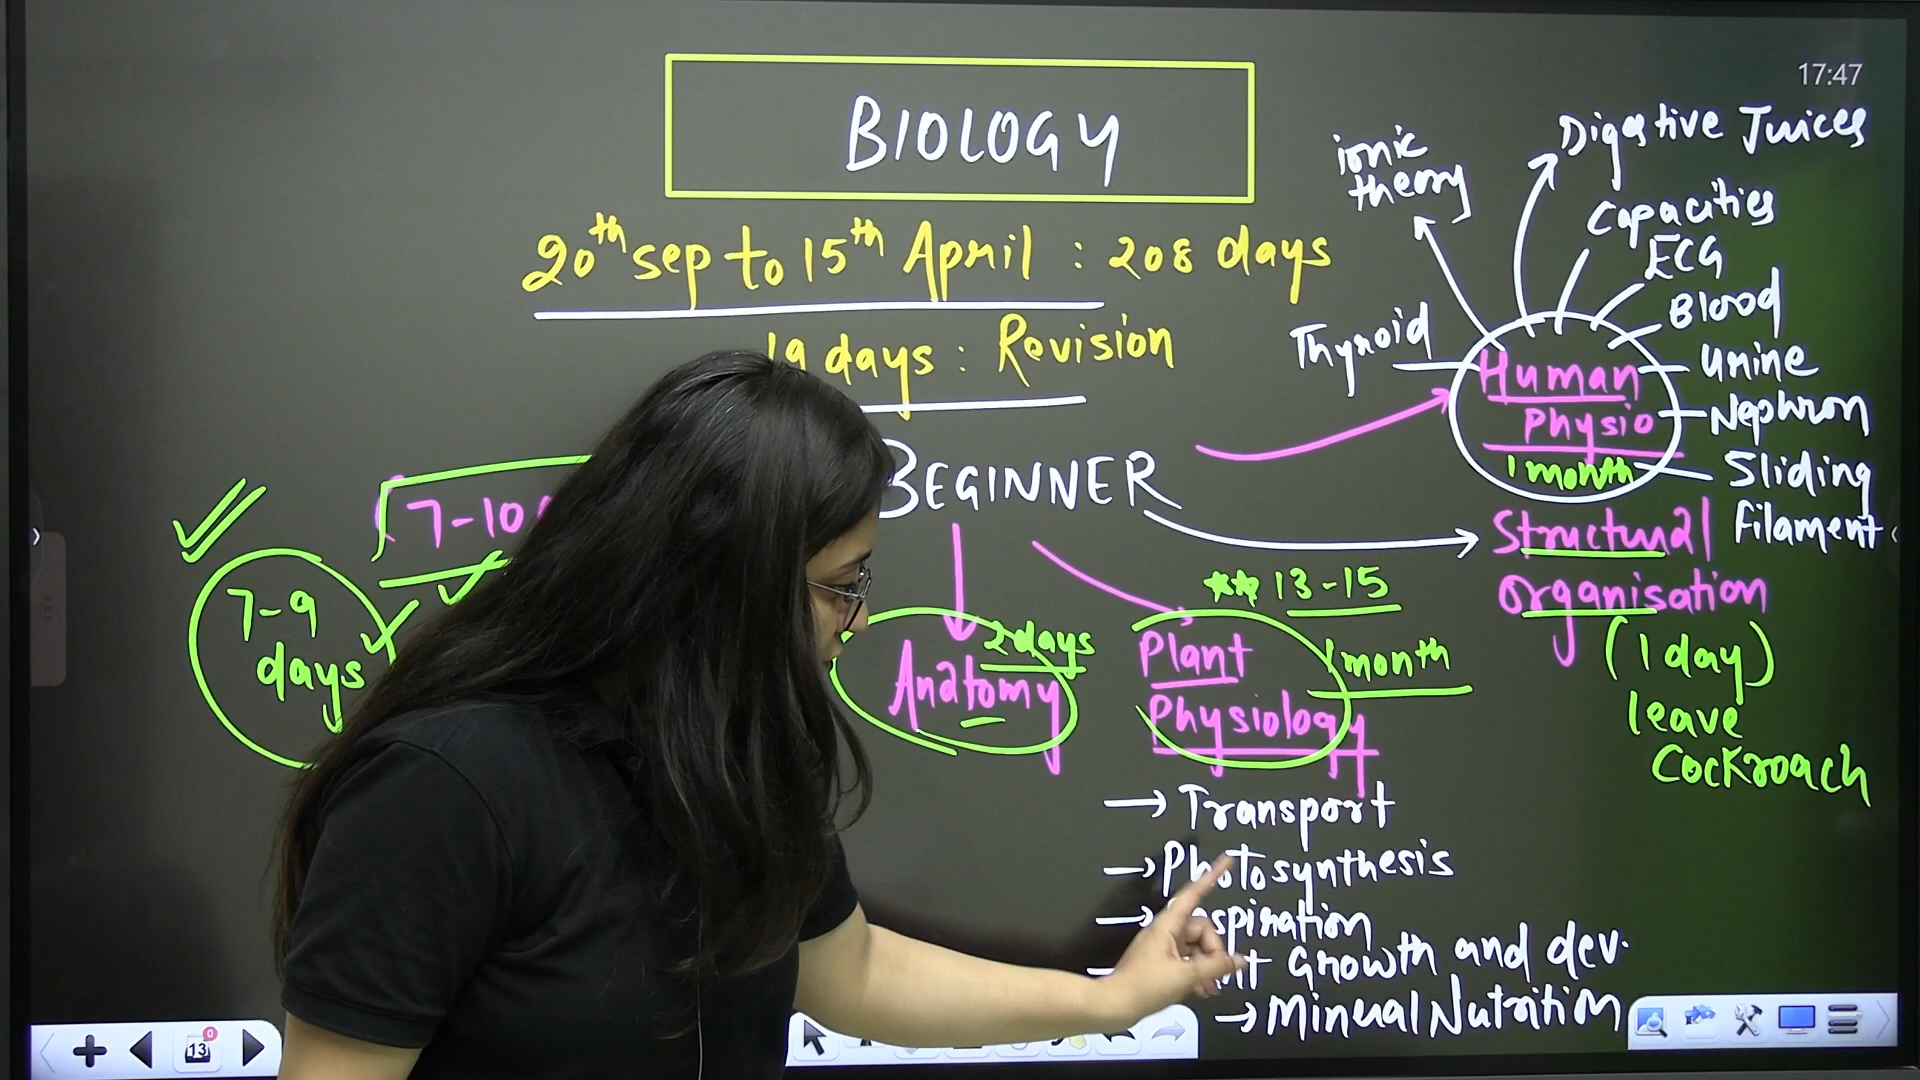 17:47
BIOLOGY
20th sep to 15th April : 208 days
19 days : Revision
BEGINNER
7-10
7-9
days
Anatomy
2 days
Plant
Physiology
1 month
13-15
→ Transport
→ Photosynthesis
→ spiration
→ nt Growth and dev.
→ Mineral Nutrition
Human
Physio
1 month
Thyroid
ionic
theory
Digestive Juices
Capacities
ECG
Blood
Urine
Nephron
Sliding
Filament
Structural
Organisation
(1 day)
leave
Cockroach
13
0